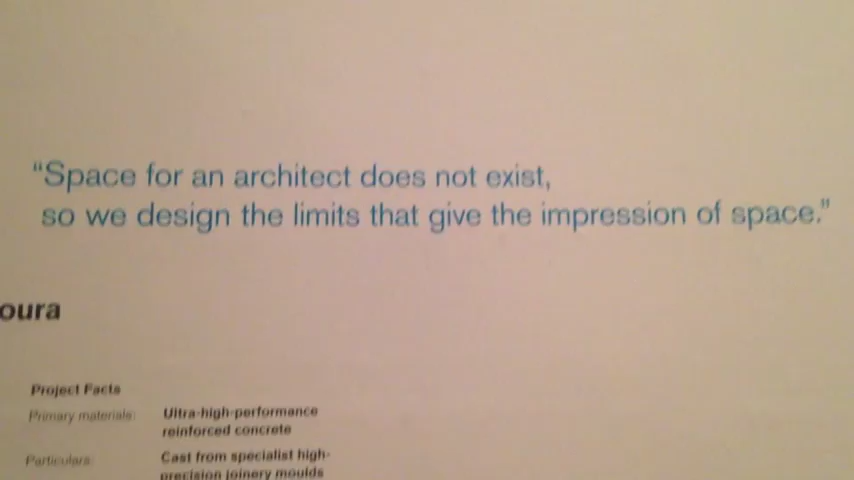 “Space for an architect does not exist,
so we design the limits that give the impression of space.”
oura
Project Facts
Primary materials: Ultra-high-performance
reinforced concrete
Particulars: Cast from specialist high-
precision joinery moulds